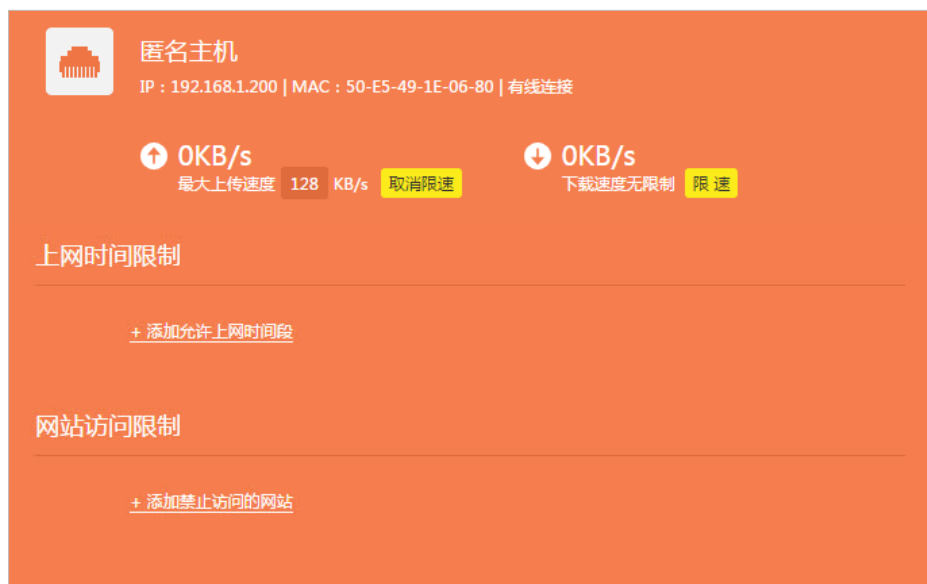 匿名主机
IP：192.168.1.200 | MAC：50-E5-49-1E-06-80 | 有线连接
0KB/s 0KB/s
最大上传速度 128 KB/s 取消限速 下载速度无限制 限 速
上网时间限制
+ 添加允许上网时间段
网站访问限制
+ 添加禁止访问的网站